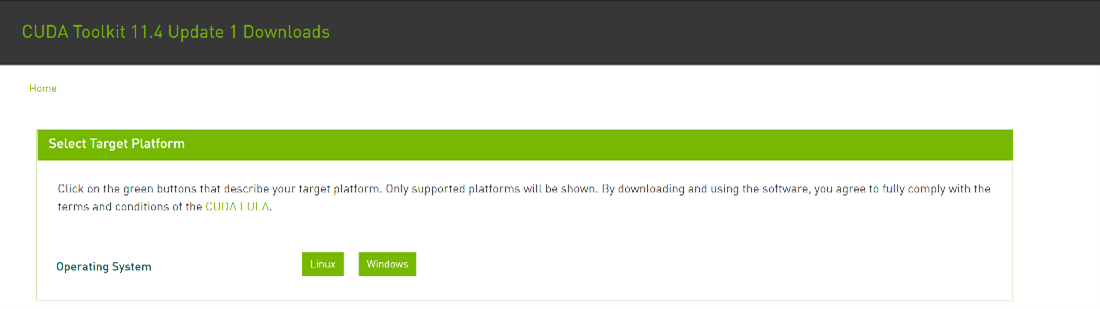 CUDA Toolkit 11.4 Update 1 Downloads
Home
Select Target Platform
Click on the green buttons that describe your target platform. Only supported platforms will be shown. By downloading and using the software, you agree to fully comply with the
terms and conditions of the CUDA EULA.
Operating System
Linux
Windows